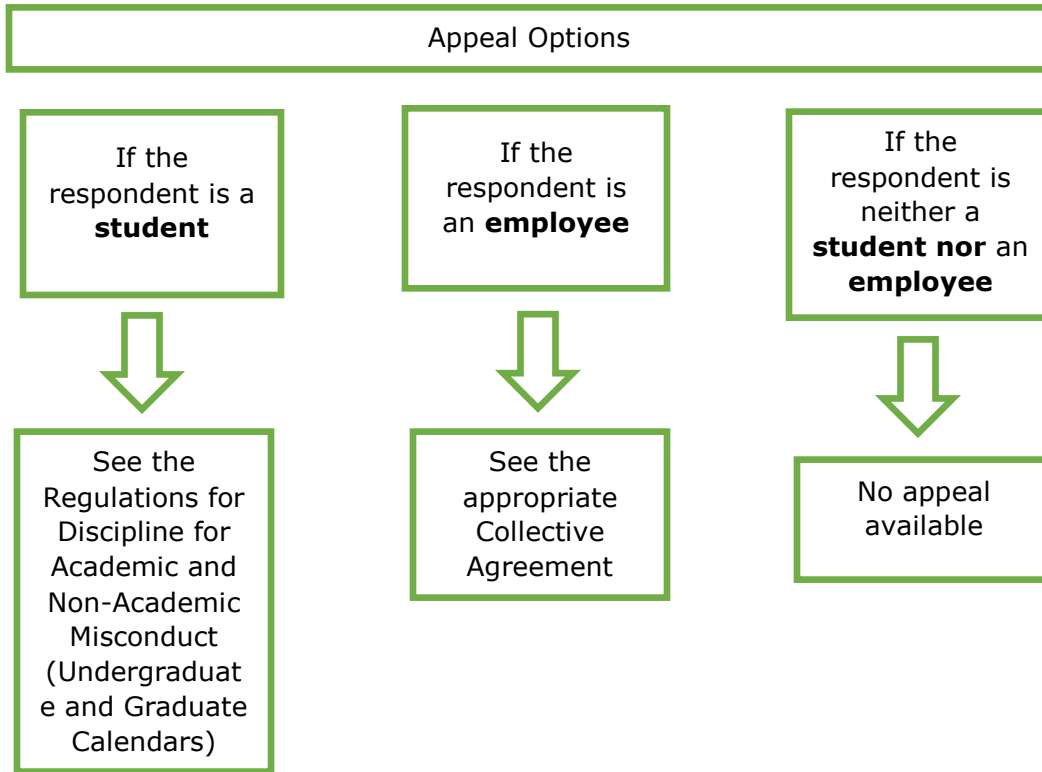 Appeal Options
If the
respondent is a
student
If the
respondent is
an employee
If the
respondent is
neither a
student nor an
employee
See the
Regulations for
Discipline for
Academic and
Non-Academic
Misconduct
(Undergraduat
e and Graduate
Calendars)
See the
appropriate
Collective
Agreement
No appeal
available